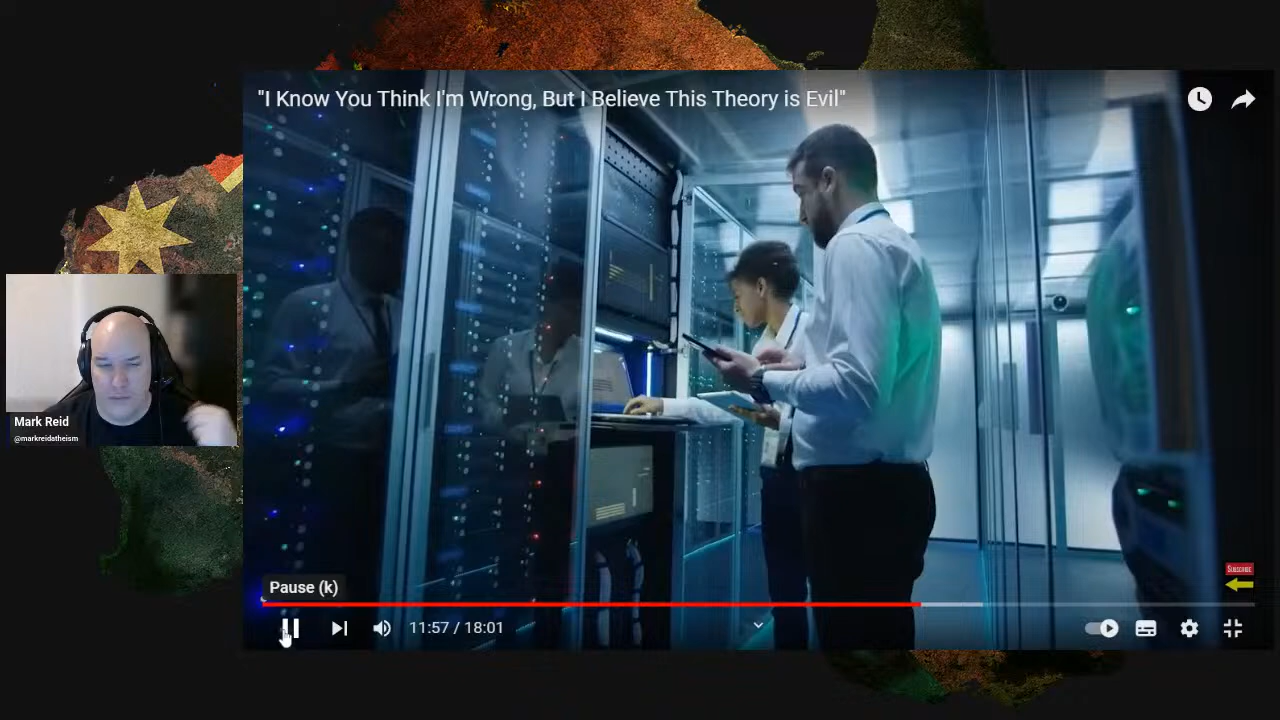 "I Know You Think I'm Wrong, But I Believe This Theory is Evil"
Mark Reid
@markreidatheism
SUBSCRIBE
Pause (k)
11:57 / 18:01